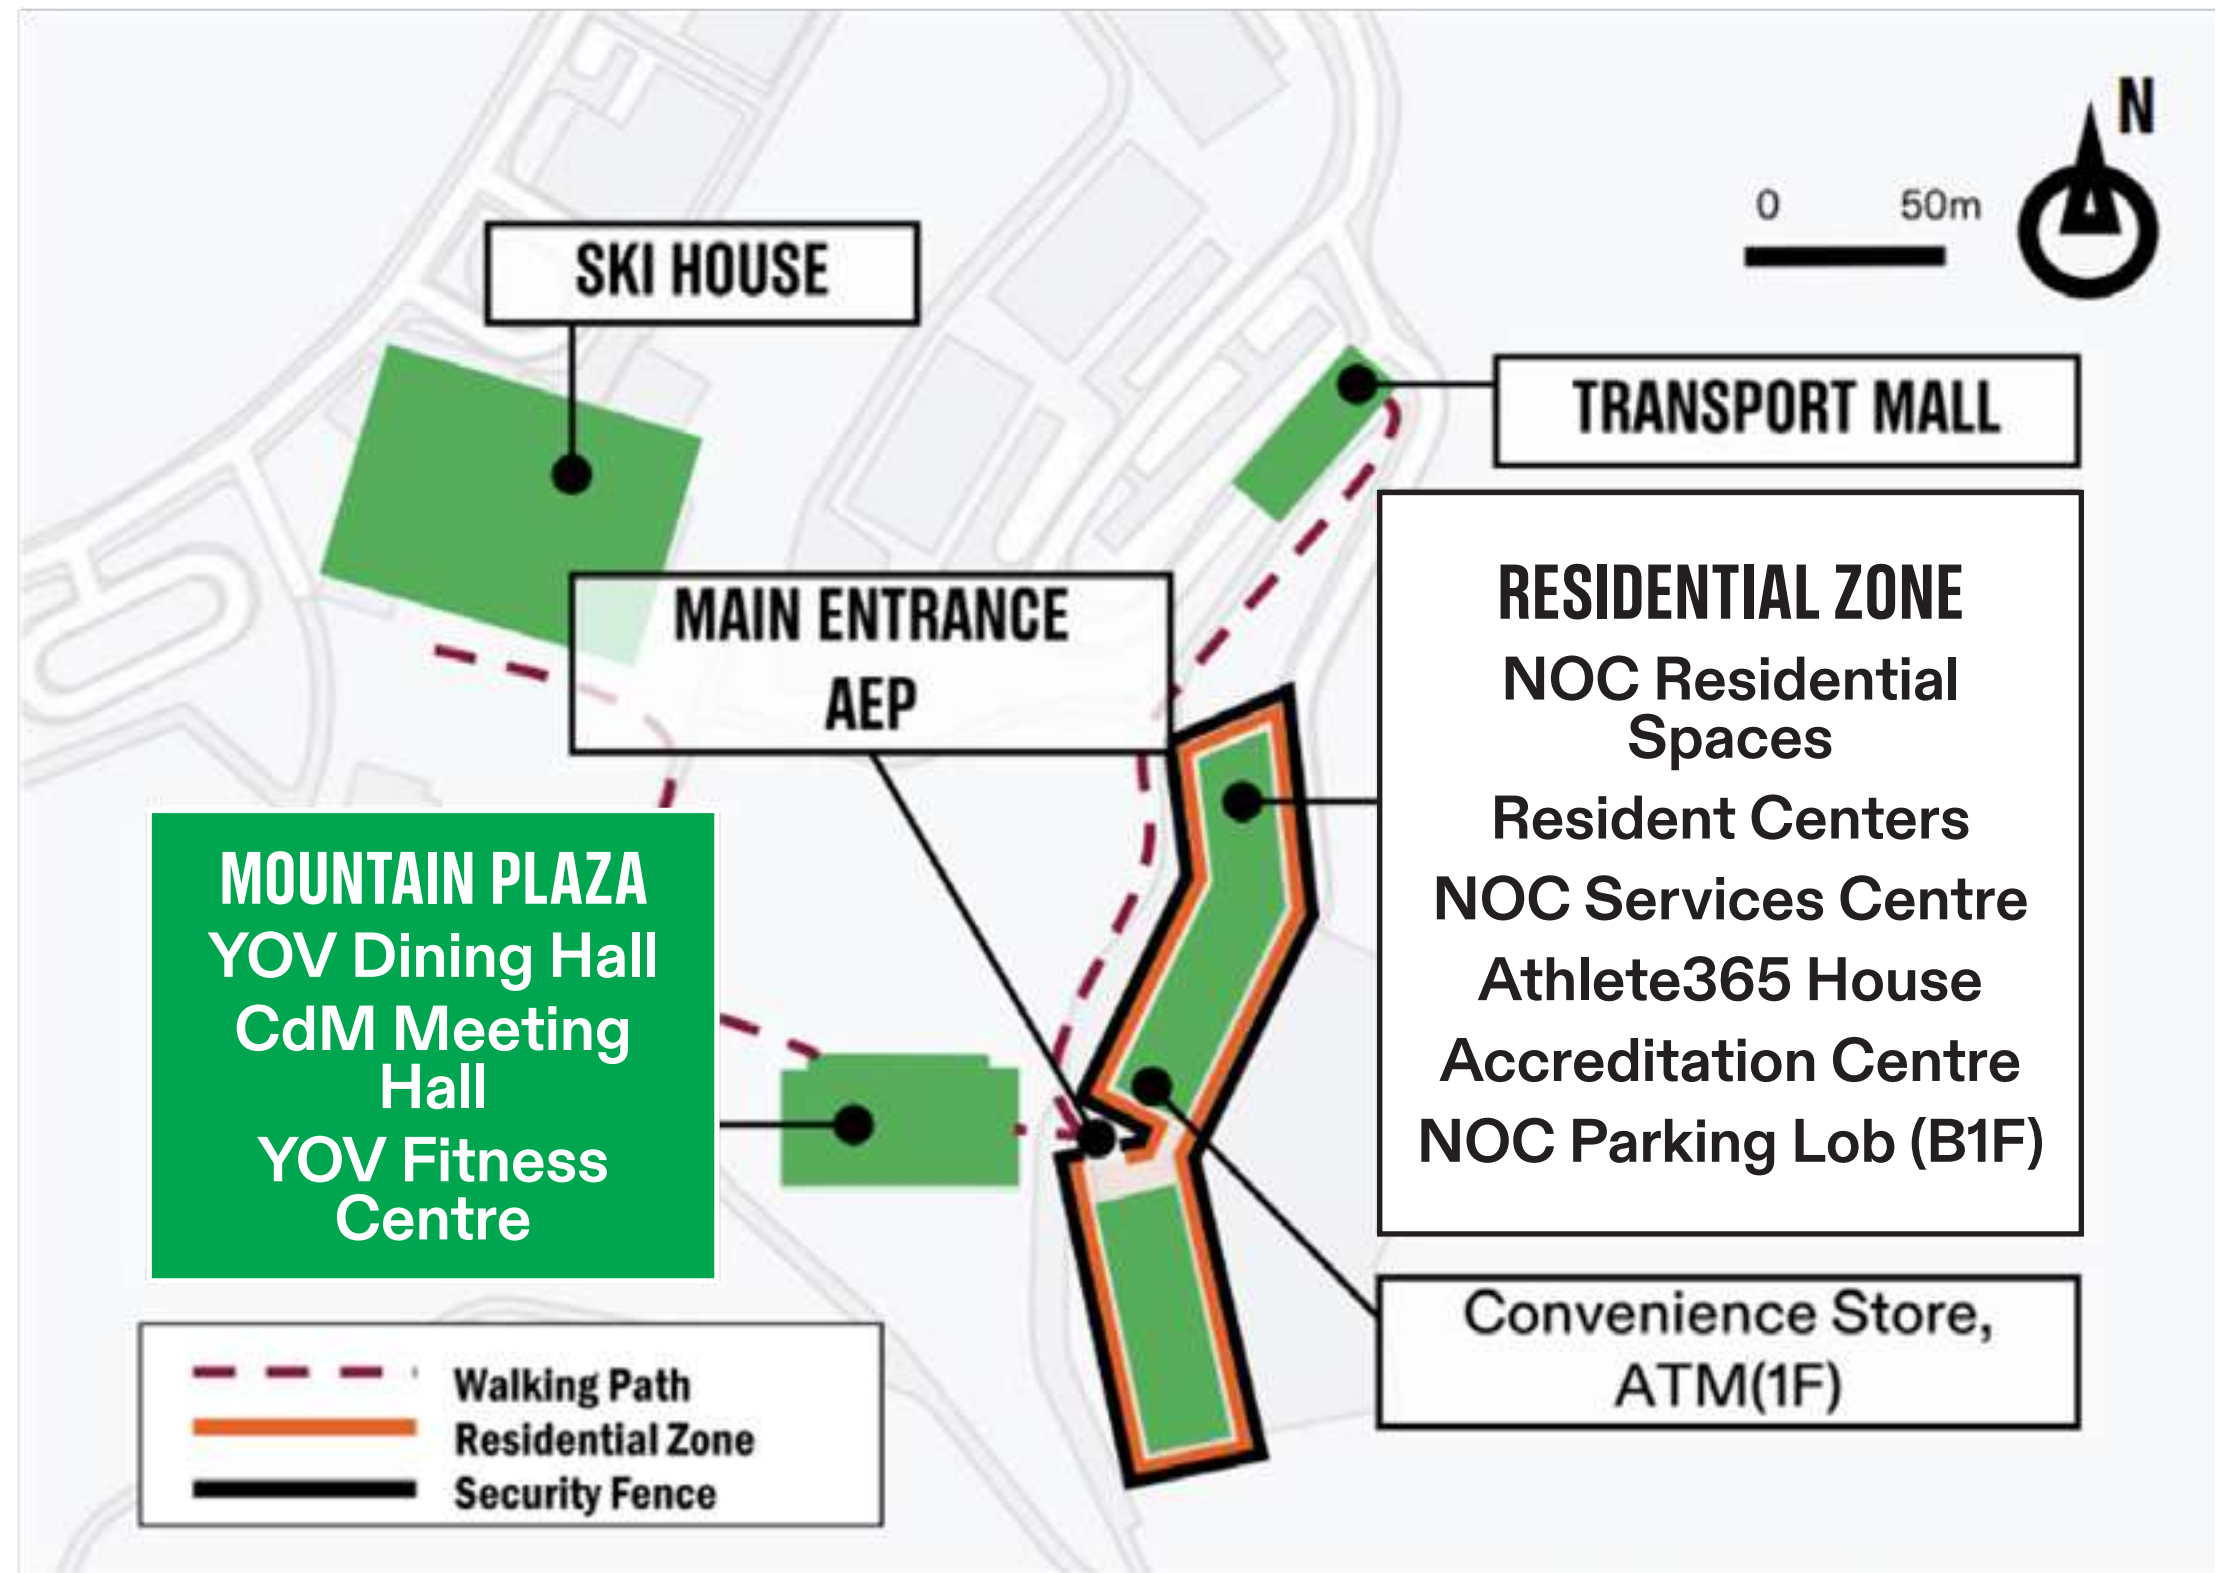 N
0 50m
SKI HOUSE
TRANSPORT MALL
MAIN ENTRANCE
AEP
RESIDENTIAL ZONE
NOC Residential
Spaces
Resident Centers
NOC Services Centre
Athlete365 House
Accreditation Centre
NOC Parking Lob (B1F)
MOUNTAIN PLAZA
YOV Dining Hall
CdM Meeting
Hall
YOV Fitness
Centre
Convenience Store,
ATM(1F)
Walking Path
Residential Zone
Security Fence